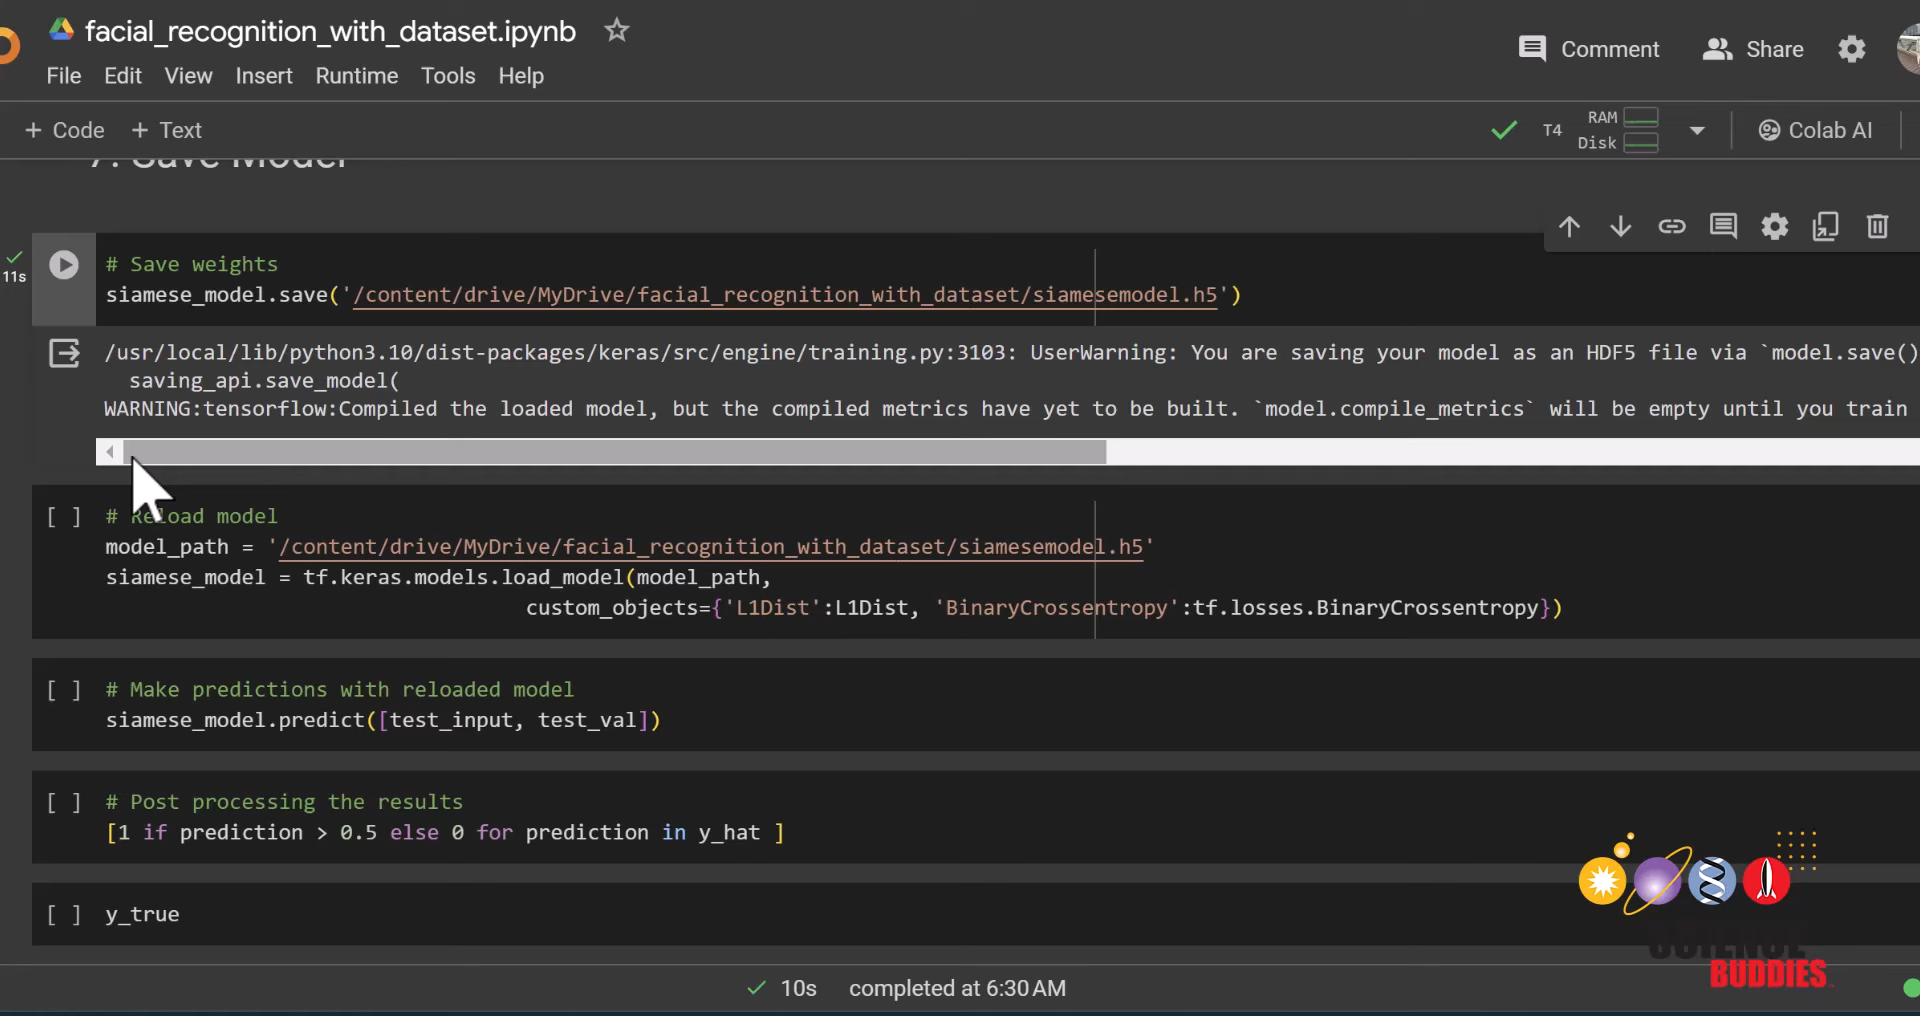 facial_recognition_with_dataset.ipynb
Comment Share
File Edit View Insert Runtime Tools Help
+ Code + Text
T4 RAM Disk
Colab AI
7. Save Model
11s
# Save weights
siamese_model.save('/content/drive/MyDrive/facial_recognition_with_dataset/siamesemodel.h5')
/usr/local/lib/python3.10/dist-packages/keras/src/engine/training.py:3103: UserWarning: You are saving your model as an HDF5 file via `model.save()
saving_api.save_model(
WARNING:tensorflow:Compiled the loaded model, but the compiled metrics have yet to be built. `model.compile_metrics` will be empty until you train
[ ] # Reload model
model_path = '/content/drive/MyDrive/facial_recognition_with_dataset/siamesemodel.h5'
siamese_model = tf.keras.models.load_model(model_path,
custom_objects={'L1Dist':L1Dist, 'BinaryCrossentropy':tf.losses.BinaryCrossentropy})
[ ] # Make predictions with reloaded model
siamese_model.predict([test_input, test_val])
[ ] # Post processing the results
[1 if prediction > 0.5 else 0 for prediction in y_hat ]
[ ] y_true
SCIENCE
BUDDIES
10s completed at 6:30 AM